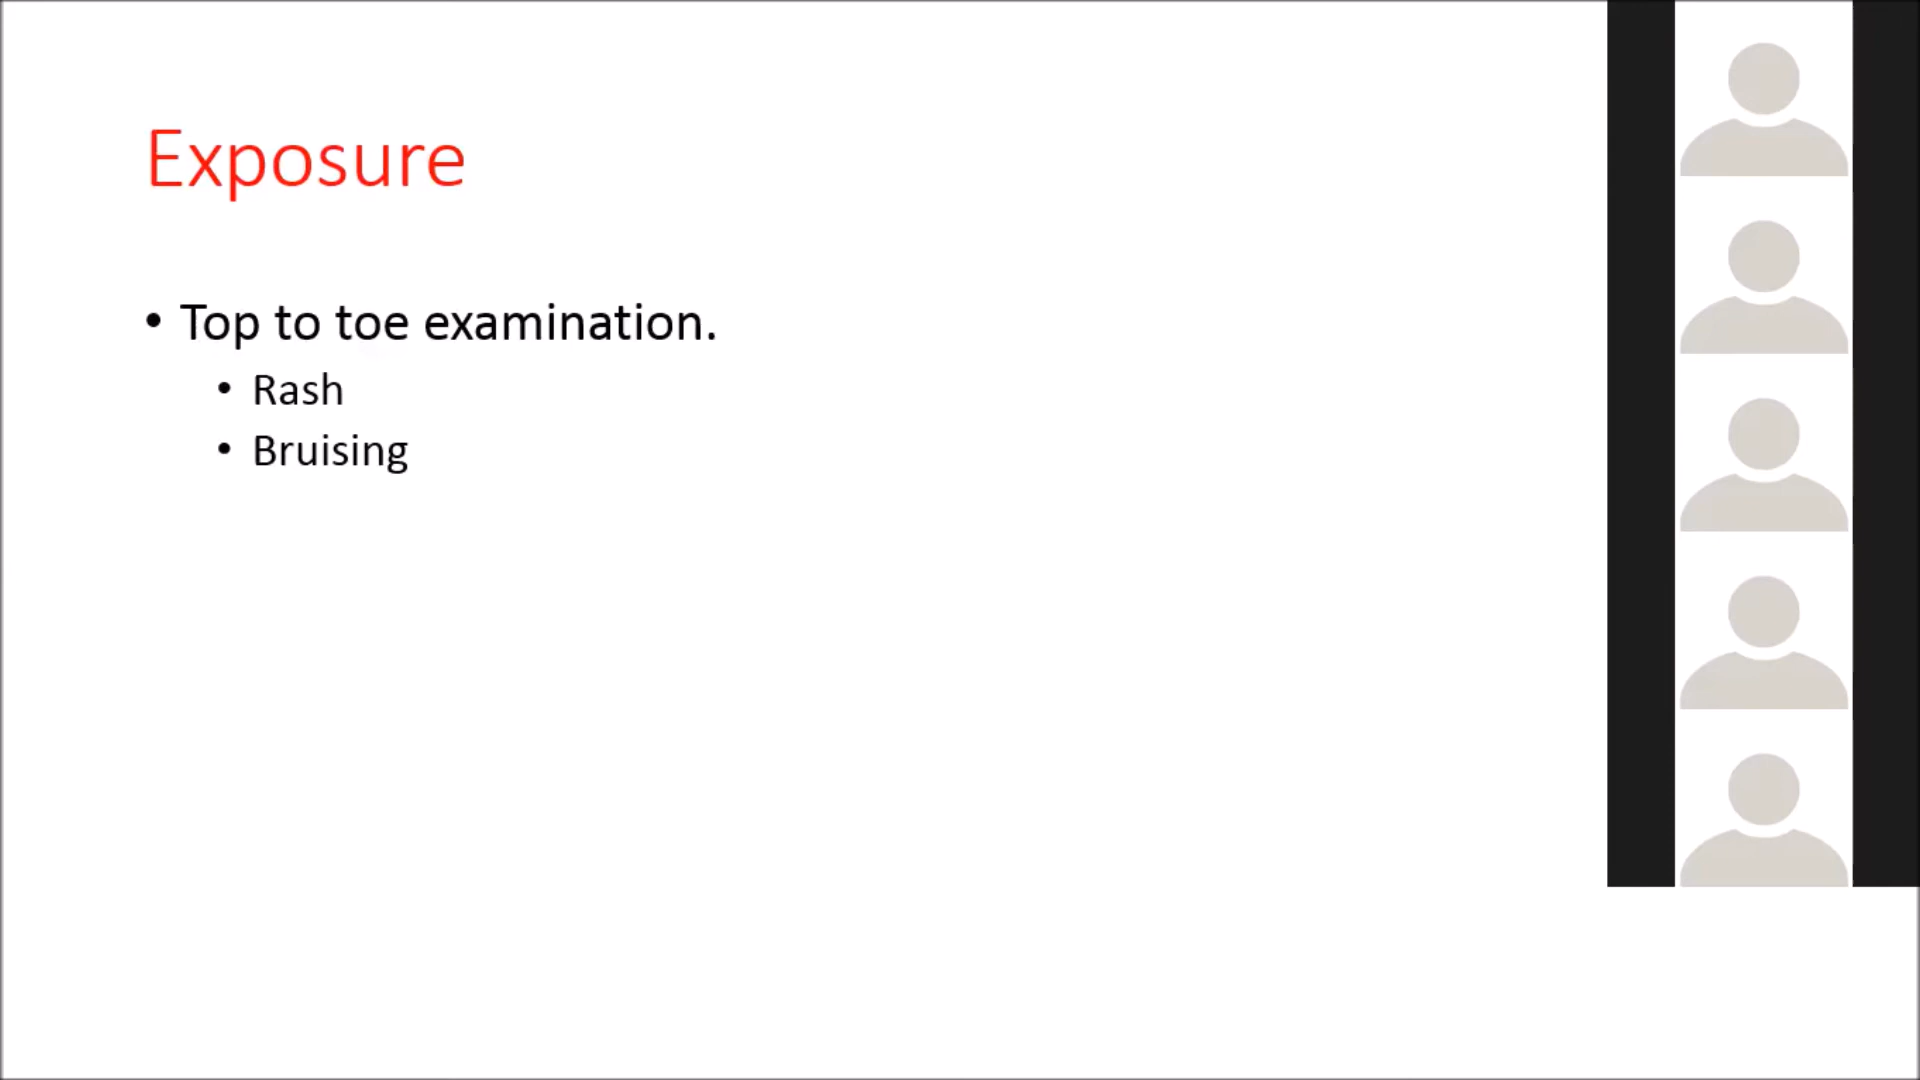 Exposure
• Top to toe examination.
• Rash
• Bruising